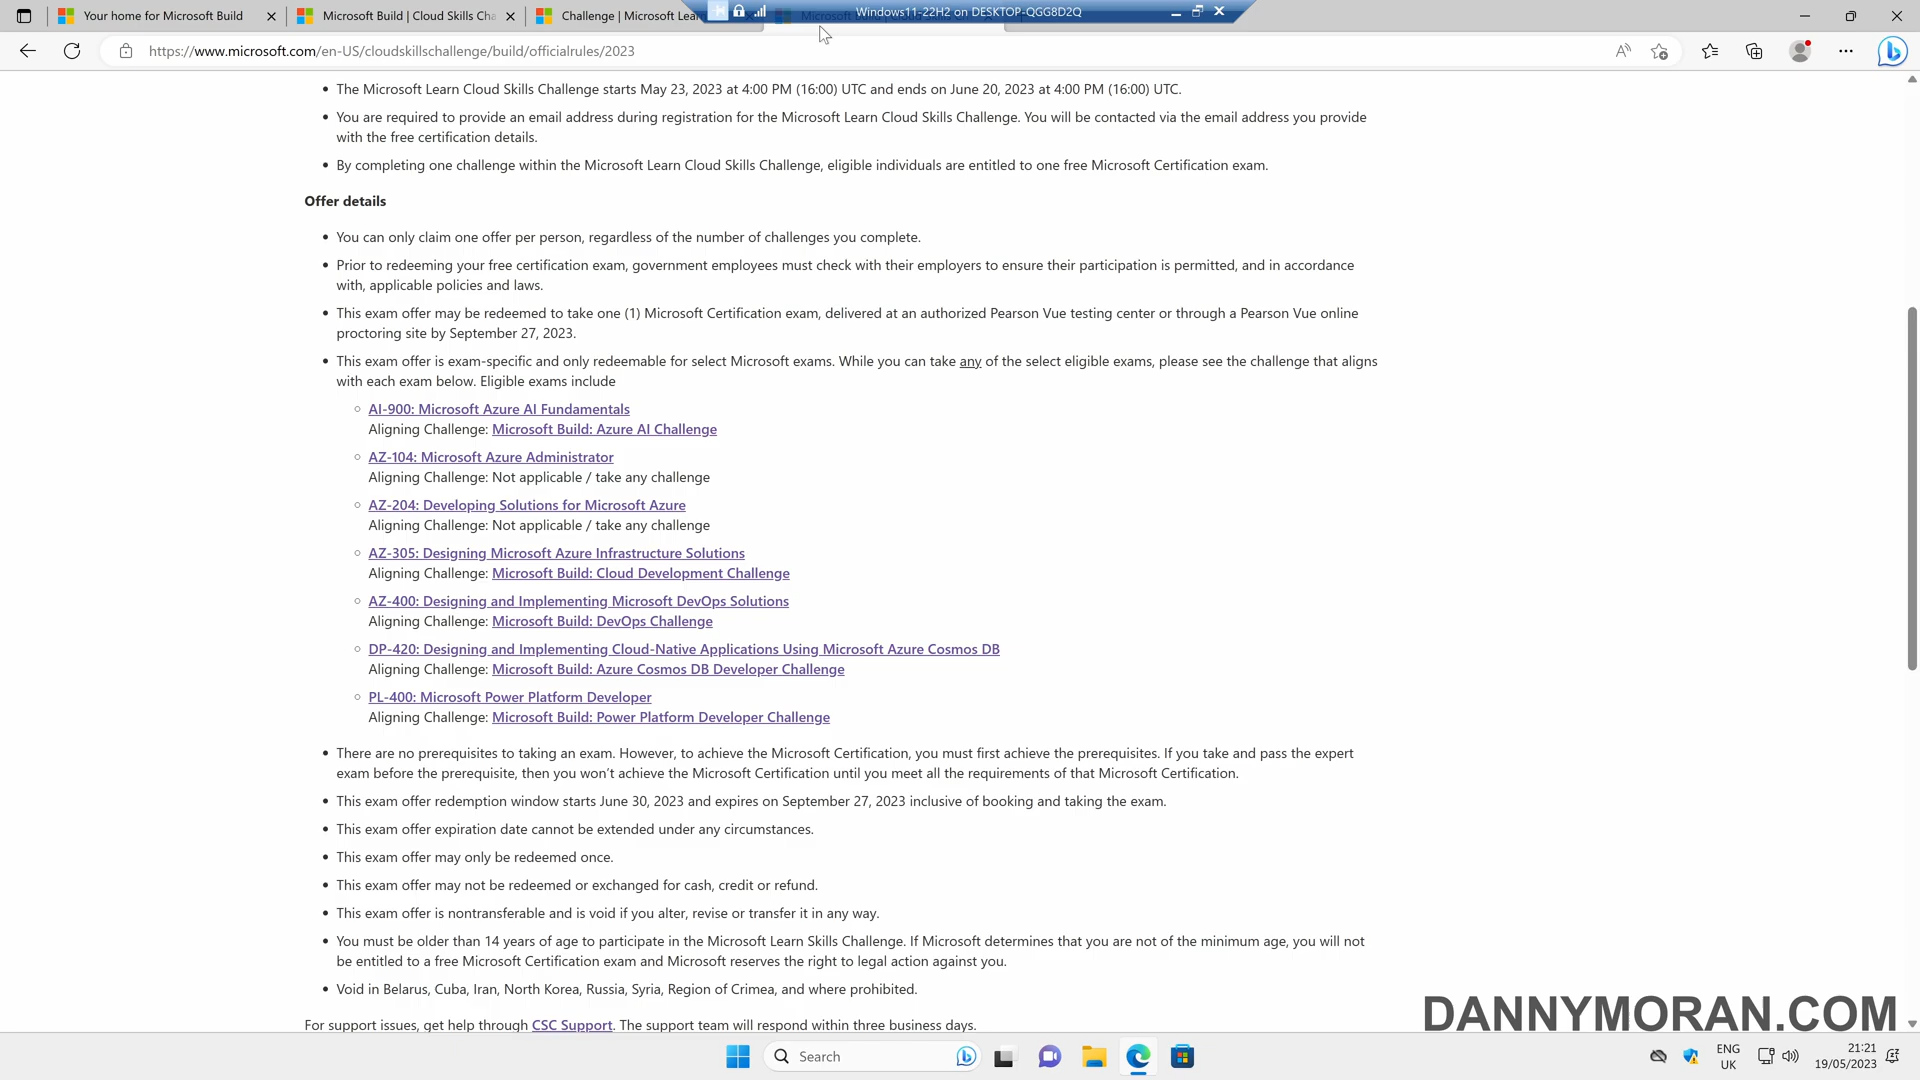 Your home for Microsoft Build
Microsoft Build | Cloud Skills Cha
Challenge | Microsoft Lear
Windows11-22H2 on DESKTOP-QGG8D2Q
https://www.microsoft.com/en-US/cloudskillschallenge/build/officialrules/2023
• The Microsoft Learn Cloud Skills Challenge starts May 23, 2023 at 4:00 PM (16:00) UTC and ends on June 20, 2023 at 4:00 PM (16:00) UTC.
• You are required to provide an email address during registration for the Microsoft Learn Cloud Skills Challenge. You will be contacted via the email address you provide
with the free certification details.
• By completing one challenge within the Microsoft Learn Cloud Skills Challenge, eligible individuals are entitled to one free Microsoft Certification exam.
Offer details
• You can only claim one offer per person, regardless of the number of challenges you complete.
• Prior to redeeming your free certification exam, government employees must check with their employers to ensure their participation is permitted, and in accordance
with, applicable policies and laws.
• This exam offer may be redeemed to take one (1) Microsoft Certification exam, delivered at an authorized Pearson Vue testing center or through a Pearson Vue online
proctoring site by September 27, 2023.
• This exam offer is exam-specific and only redeemable for select Microsoft exams. While you can take any of the select eligible exams, please see the challenge that aligns
with each exam below. Eligible exams include
○ AI-900: Microsoft Azure AI Fundamentals
Aligning Challenge: Microsoft Build: Azure AI Challenge
○ AZ-104: Microsoft Azure Administrator
Aligning Challenge: Not applicable / take any challenge
○ AZ-204: Developing Solutions for Microsoft Azure
Aligning Challenge: Not applicable / take any challenge
○ AZ-305: Designing Microsoft Azure Infrastructure Solutions
Aligning Challenge: Microsoft Build: Cloud Development Challenge
○ AZ-400: Designing and Implementing Microsoft DevOps Solutions
Aligning Challenge: Microsoft Build: DevOps Challenge
○ DP-420: Designing and Implementing Cloud-Native Applications Using Microsoft Azure Cosmos DB
Aligning Challenge: Microsoft Build: Azure Cosmos DB Developer Challenge
○ PL-400: Microsoft Power Platform Developer
Aligning Challenge: Microsoft Build: Power Platform Developer Challenge
• There are no prerequisites to taking an exam. However, to achieve the Microsoft Certification, you must first achieve the prerequisites. If you take and pass the expert
exam before the prerequisite, then you won't achieve the Microsoft Certification until you meet all the requirements of that Microsoft Certification.
• This exam offer redemption window starts June 30, 2023 and expires on September 27, 2023 inclusive of booking and taking the exam.
• This exam offer expiration date cannot be extended under any circumstances.
• This exam offer may only be redeemed once.
• This exam offer may not be redeemed or exchanged for cash, credit or refund.
• This exam offer is nontransferable and is void if you alter, revise or transfer it in any way.
• You must be older than 14 years of age to participate in the Microsoft Learn Skills Challenge. If Microsoft determines that you are not of the minimum age, you will not
be entitled to a free Microsoft Certification exam and Microsoft reserves the right to legal action against you.
• Void in Belarus, Cuba, Iran, North Korea, Russia, Syria, Region of Crimea, and where prohibited.
For support issues, get help through CSC Support. The support team will respond within three business days.
DANNYMORAN.COM
Search
ENG
UK
21:21
19/05/2023